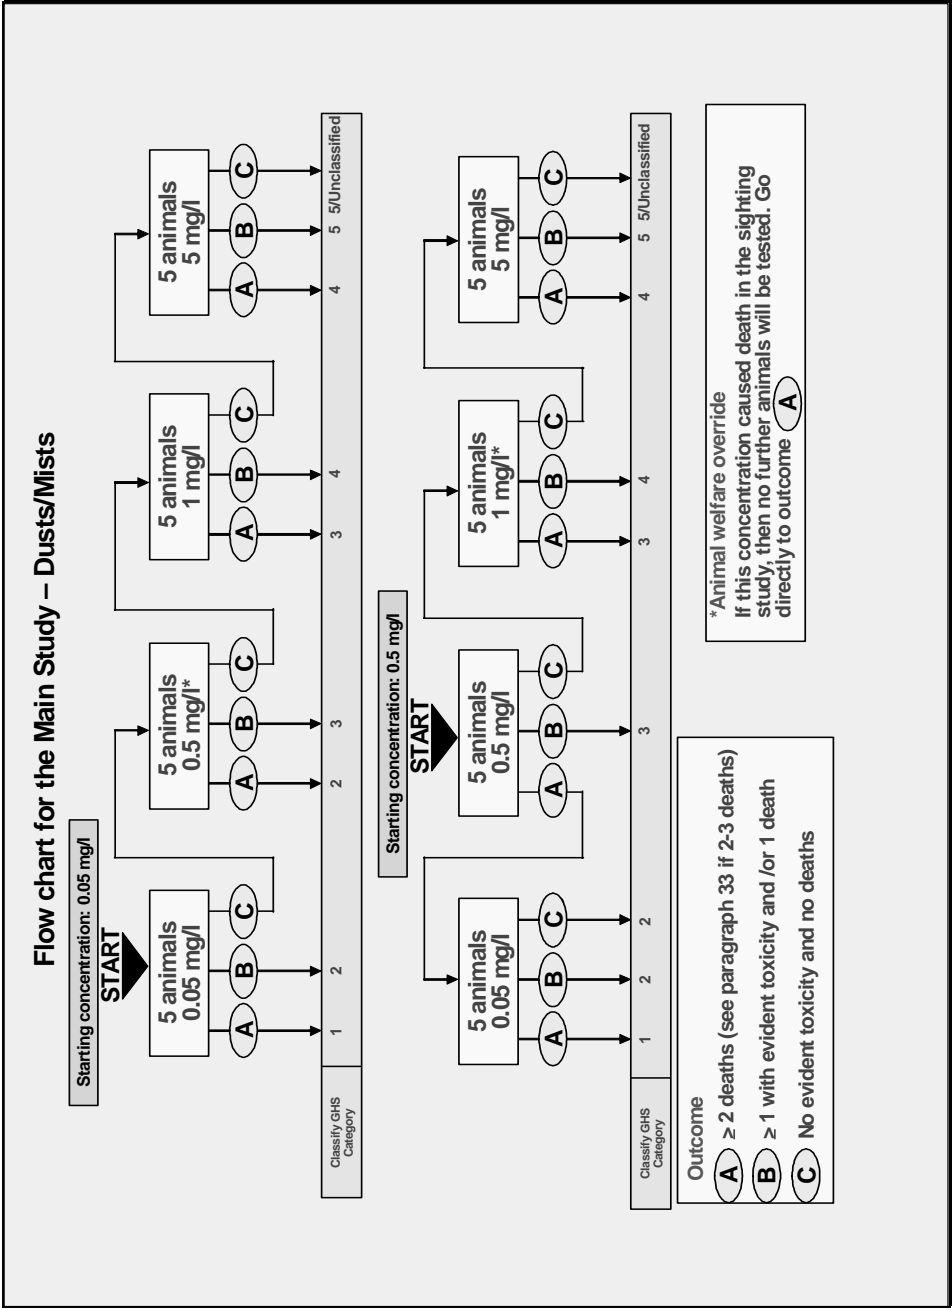 Flow chart for the Main Study – Dusts/Mists
Starting concentration: 0.05 mg/l
START
5 animals
0.05 mg/l
5 animals
0.5 mg/l*
5 animals
1 mg/l
5 animals
5 mg/l
A B C
A B C
A B C
A B C
Classify GHS
Category
1 2 2 3 3 4 4 5 5/Unclassified
Starting concentration: 0.5 mg/l
START
5 animals
0.05 mg/l
5 animals
0.5 mg/l
5 animals
1 mg/l*
5 animals
5 mg/l
A B C
A B C
A B C
A B C
Classify GHS
Category
1 2 2 3 3 4 4 5 5/Unclassified
Outcome
A ≥ 2 deaths (see paragraph 33 if 2-3 deaths)
B ≥ 1 with evident toxicity and /or 1 death
C No evident toxicity and no deaths
*Animal welfare override
If this concentration caused death in the sighting
study, then no further animals will be tested. Go
directly to outcome A